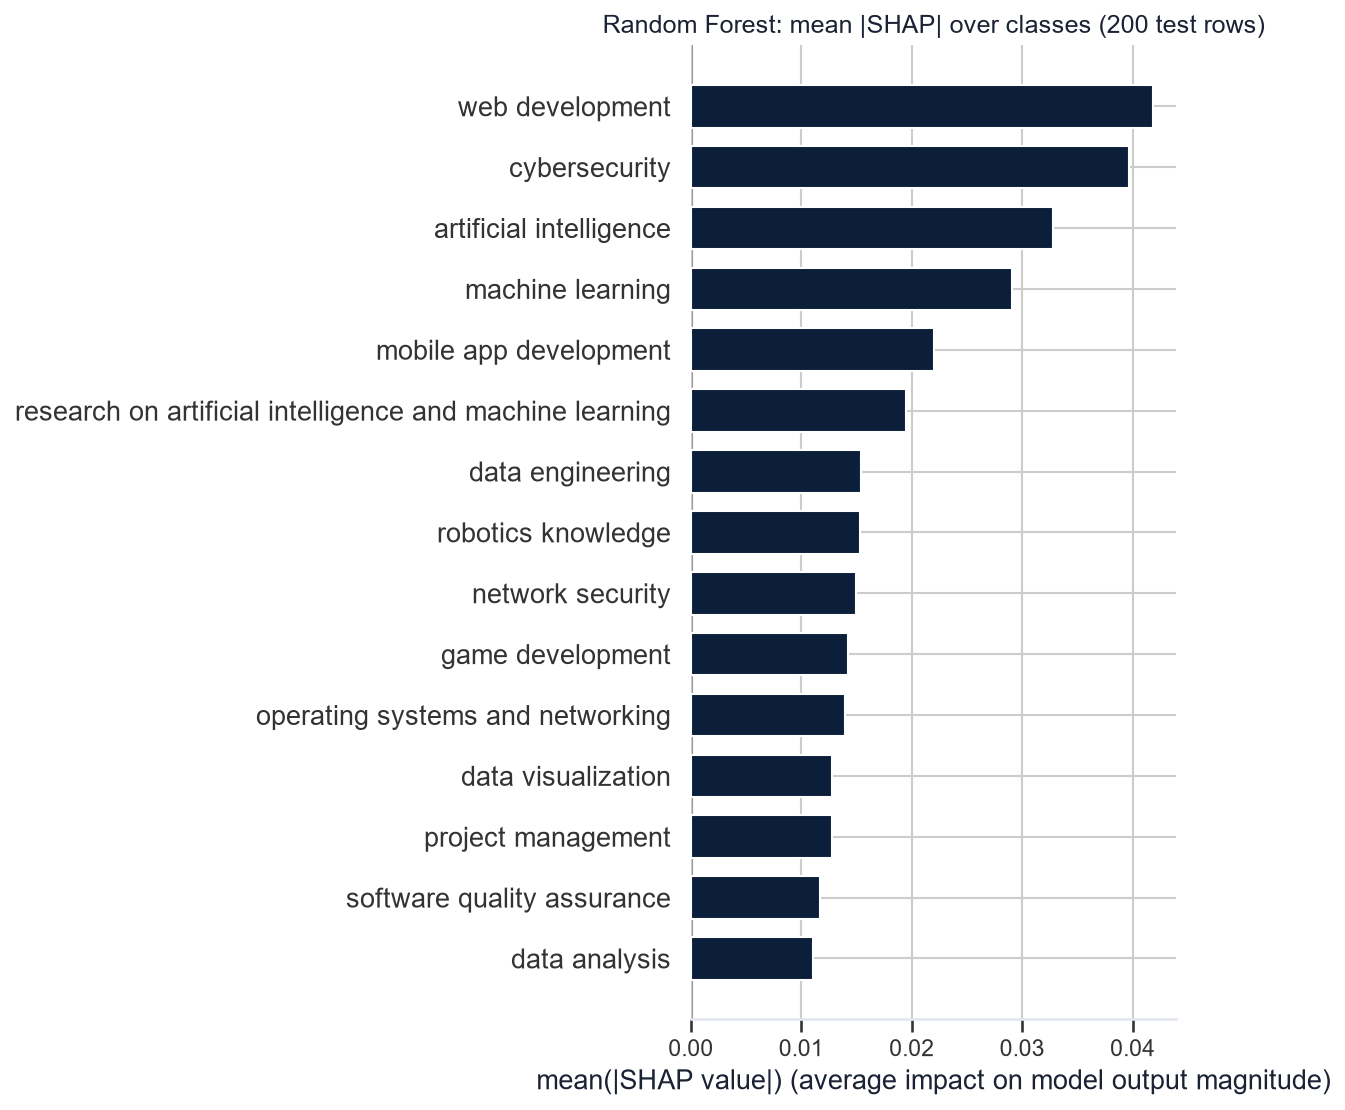 Random Forest: mean |SHAP| over classes (200 test rows)
web development
cybersecurity
artificial intelligence
machine learning
mobile app development
research on artificial intelligence and machine learning
data engineering
robotics knowledge
network security
game development
operating systems and networking
data visualization
project management
software quality assurance
data analysis
0.00 0.01 0.02 0.03 0.04
mean(|SHAP value|) (average impact on model output magnitude)